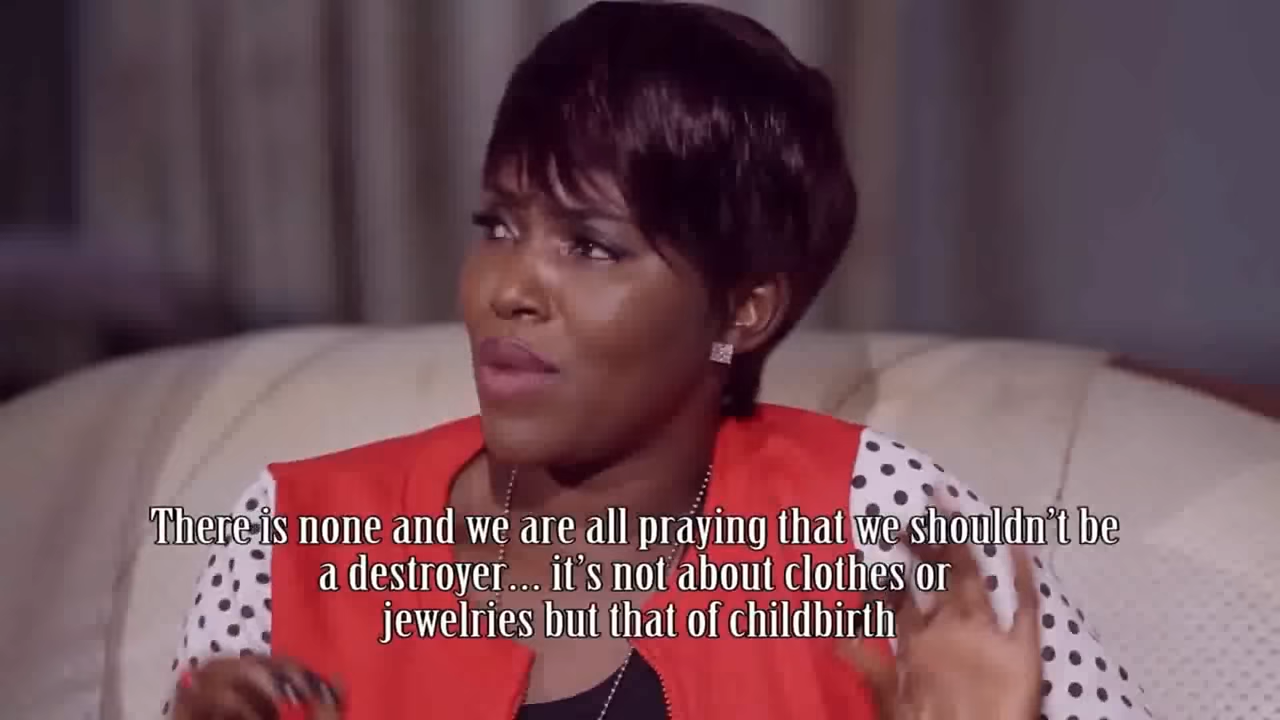 There is none and we are all praying that we shouldn't be
a destroyer... it's not about clothes or
jewelries but that of childbirth